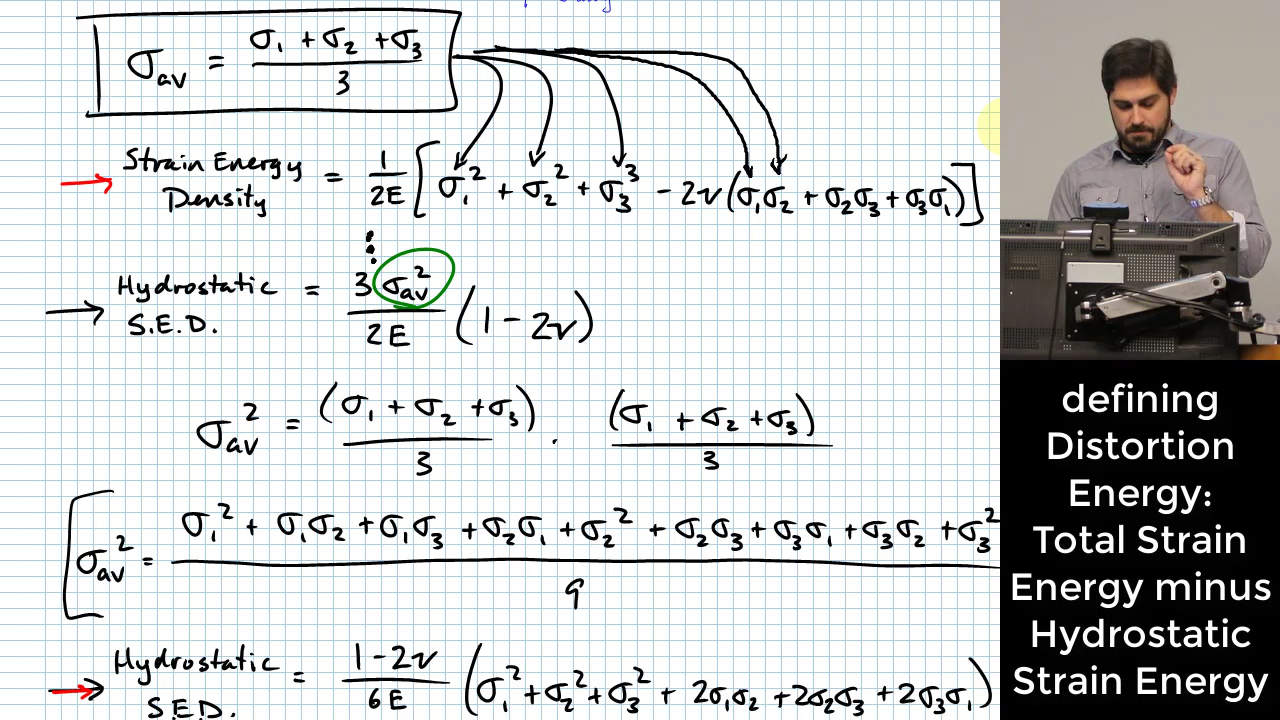 σav = (σ1 + σ2 + σ3) / 3
Strain Energy Density = 1/2E [σ1² + σ2² + σ3³ - 2ν(σ1σ2 + σ2σ3 + σ3σ1)]
⋮
Hydrostatic S.E.D. = 3 σav² / 2E (1 - 2ν)
σav² = (σ1 + σ2 + σ3) / 3 · (σ1 + σ2 + σ3) / 3
σav² = (σ1² + σ1σ2 + σ1σ3 + σ2σ1 + σ2² + σ2σ3 + σ3σ1 + σ3σ2 + σ3²) / 9
Hydrostatic S.E.D. = (1 - 2ν) / 6E (σ1² + σ2² + σ3² + 2σ1σ2 + 2σ2σ3 + 2σ3σ1)
defining
Distortion
Energy:
Total Strain
Energy minus
Hydrostatic
Strain Energy